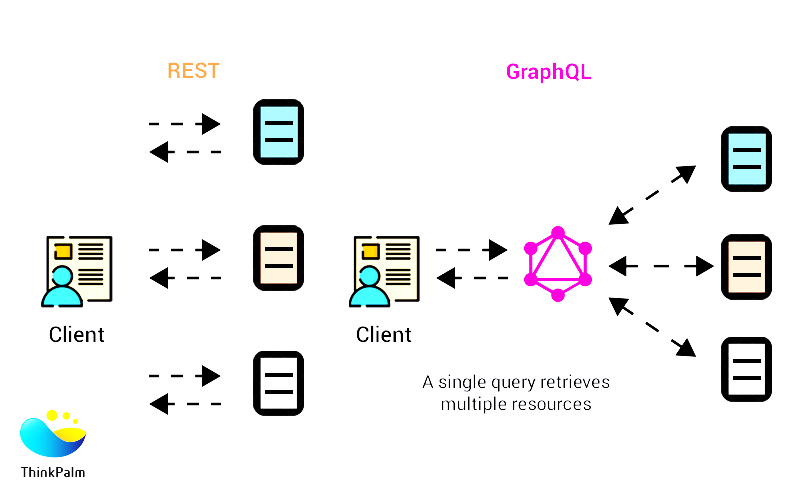 REST
GraphQL
Client
Client
A single query retrieves
multiple resources
ThinkPalm